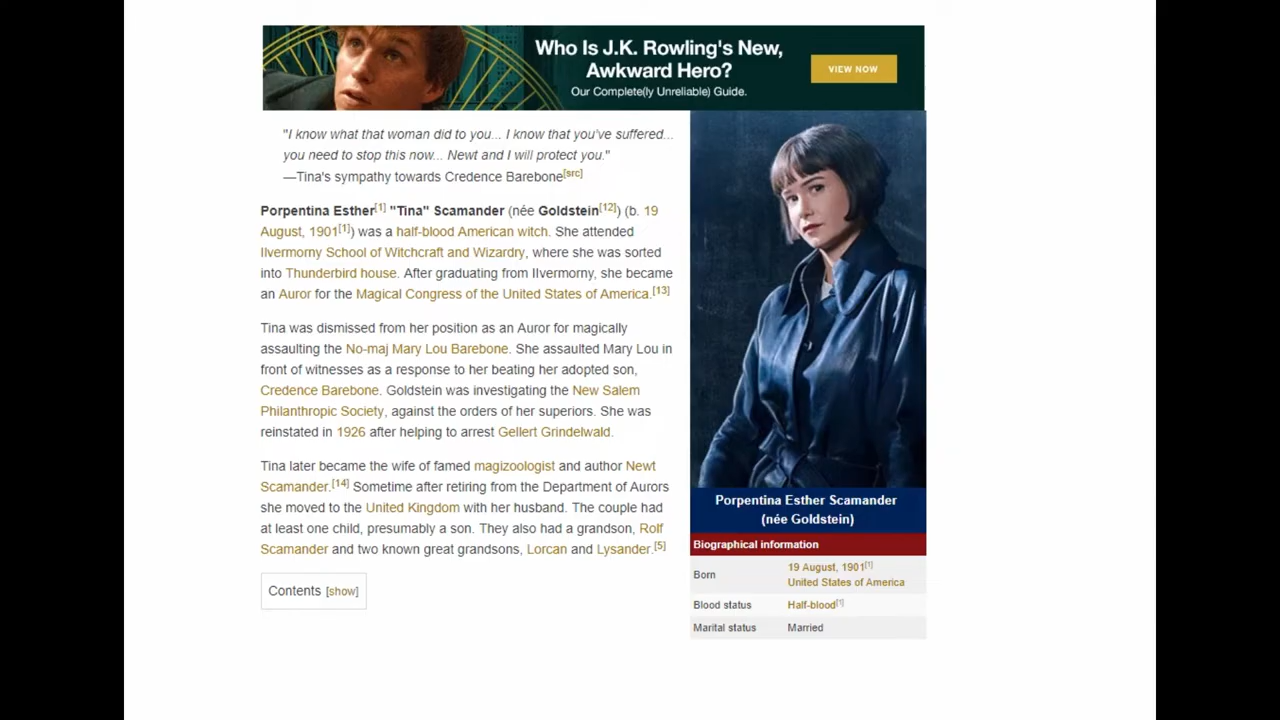 Who Is J.K. Rowling's New,
Awkward Hero?
Our Complete(ly Unreliable) Guide.
VIEW NOW
"I know what that woman did to you... I know that you've suffered...
you need to stop this now... Newt and I will protect you."
—Tina's sympathy towards Credence Barebone[src]
Porpentina Esther[1] "Tina" Scamander (née Goldstein[12]) (b. 19
August, 1901[1]) was a half-blood American witch. She attended
Ilvermorny School of Witchcraft and Wizardry, where she was sorted
into Thunderbird house. After graduating from Ilvermorny, she became
an Auror for the Magical Congress of the United States of America.[13]
Tina was dismissed from her position as an Auror for magically
assaulting the No-maj Mary Lou Barebone. She assaulted Mary Lou in
front of witnesses as a response to her beating her adopted son,
Credence Barebone. Goldstein was investigating the New Salem
Philanthropic Society, against the orders of her superiors. She was
reinstated in 1926 after helping to arrest Gellert Grindelwald.
Tina later became the wife of famed magizoologist and author Newt
Scamander.[14] Sometime after retiring from the Department of Aurors
she moved to the United Kingdom with her husband. The couple had
at least one child, presumably a son. They also had a grandson, Rolf
Scamander and two known great grandsons, Lorcan and Lysander.[5]
Contents [show]
Porpentina Esther Scamander
(née Goldstein)
Biographical information
Born 19 August, 1901[1]
United States of America
Blood status Half-blood[1]
Marital status Married